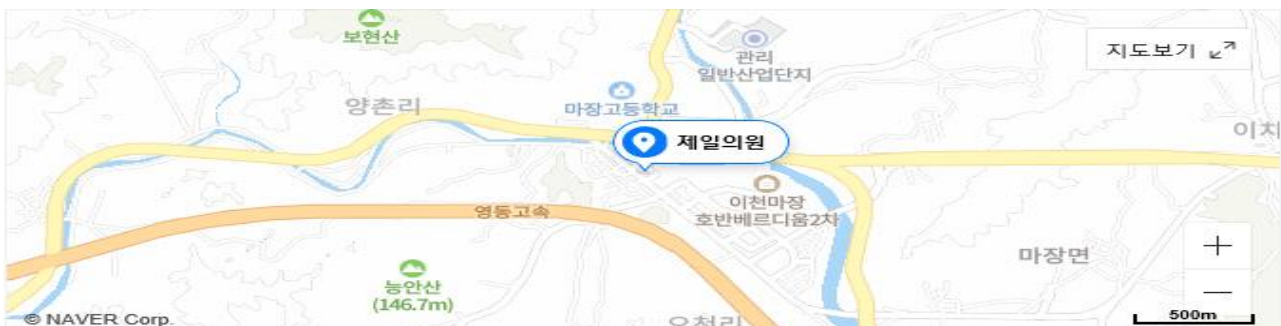 보현산
관리
일반산업단지
지도보기
양촌리
마장고등학교
제일의원
이치
이천마장
호반베르디움2차
영동고속
마장면
능안산
(146.7m)
오천리
© NAVER Corp.
500m